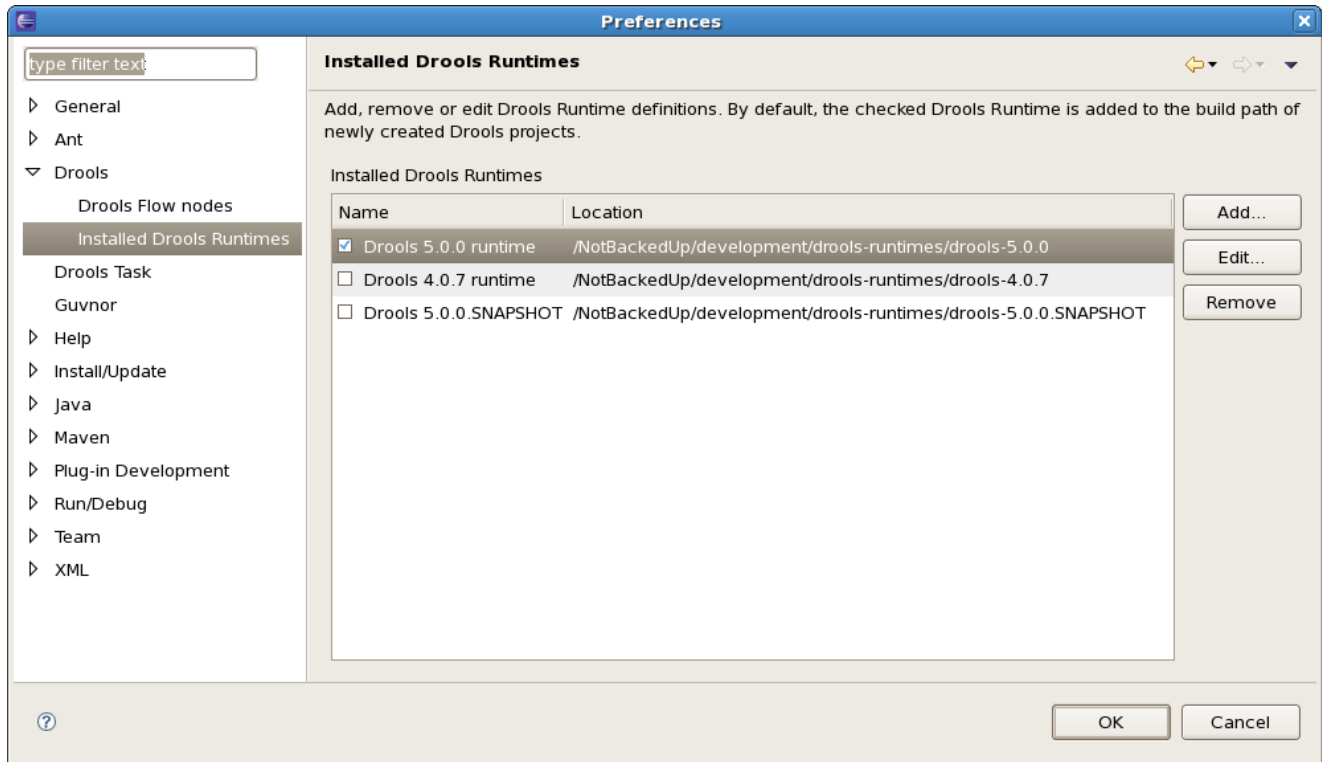 Preferences
type filter text
General
Ant
Drools
Drools Flow nodes
Installed Drools Runtimes
Drools Task
Guvnor
Help
Install/Update
Java
Maven
Plug-in Development
Run/Debug
Team
XML
Installed Drools Runtimes
Add, remove or edit Drools Runtime definitions. By default, the checked Drools Runtime is added to the build path of
newly created Drools projects.
Installed Drools Runtimes
Name Location
Drools 5.0.0 runtime /NotBackedUp/development/drools-runtimes/drools-5.0.0
Drools 4.0.7 runtime /NotBackedUp/development/drools-runtimes/drools-4.0.7
Drools 5.0.0.SNAPSHOT /NotBackedUp/development/drools-runtimes/drools-5.0.0.SNAPSHOT
Add...
Edit...
Remove
OK Cancel